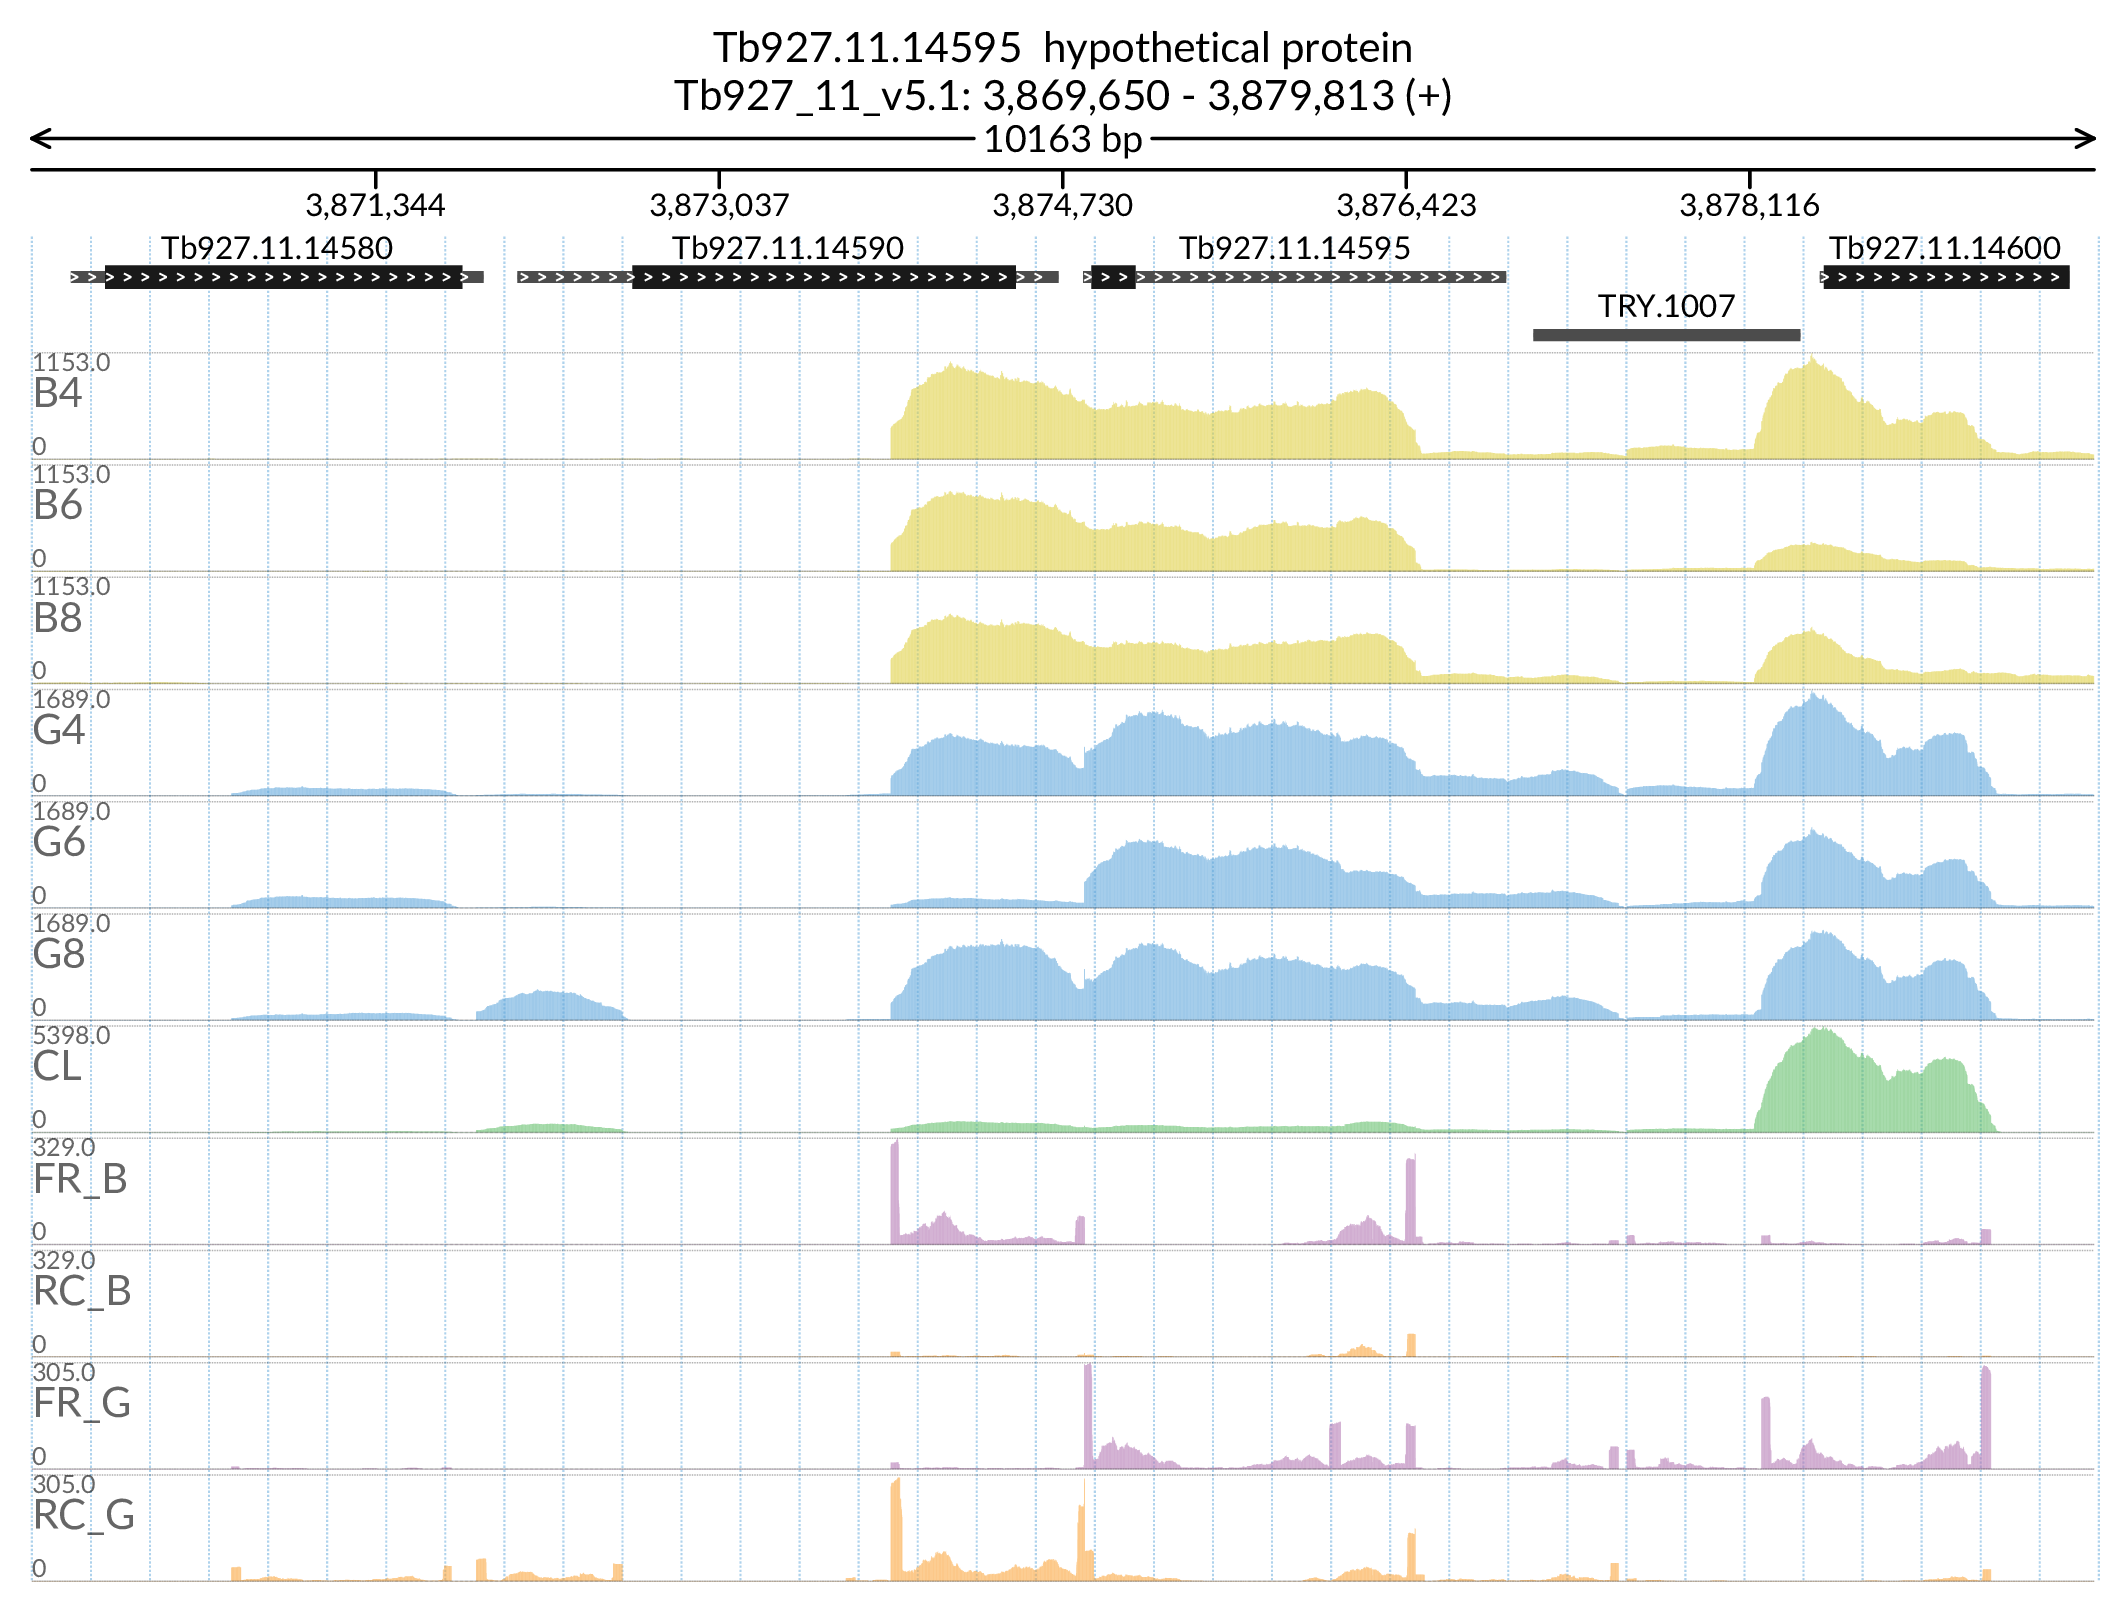 Tb927.11.14595 hypothetical protein
Tb927_11_v5.1: 3,869,650 - 3,879,813 (+)
10163 bp
3,871,344 3,873,037 3,874,730 3,876,423 3,878,116
Tb927.11.14580 Tb927.11.14590 Tb927.11.14595 Tb927.11.14600
TRY.1007
1153.0
B4
0
1153.0
B6
0
1153.0
B8
0
1689.0
G4
0
1689.0
G6
0
1689.0
G8
0
5398.0
CL
0
329.0
FR_B
0
329.0
RC_B
0
305.0
FR_G
0
305.0
RC_G
0